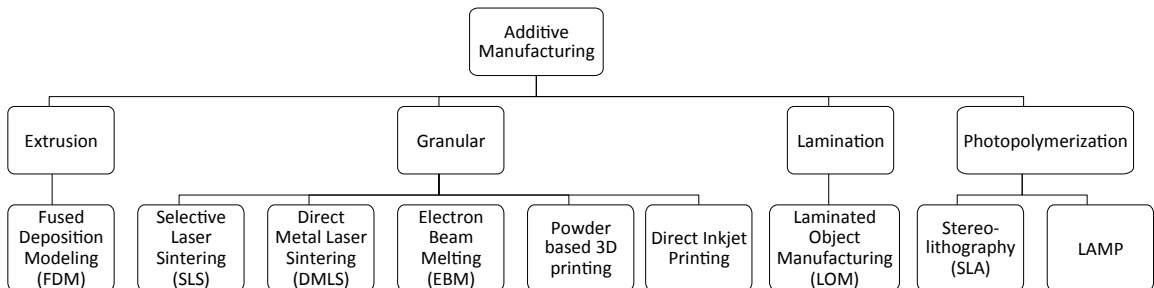 Additive
Manufacturing
Extrusion
Granular
Lamination
Photopolymerization
Fused
Deposition
Modeling
(FDM)
Selective
Laser
Sintering
(SLS)
Direct
Metal Laser
Sintering
(DMLS)
Electron
Beam
Melting
(EBM)
Powder
based 3D
printing
Direct Inkjet
Printing
Laminated
Object
Manufacturing
(LOM)
Stereo-
lithography
(SLA)
LAMP